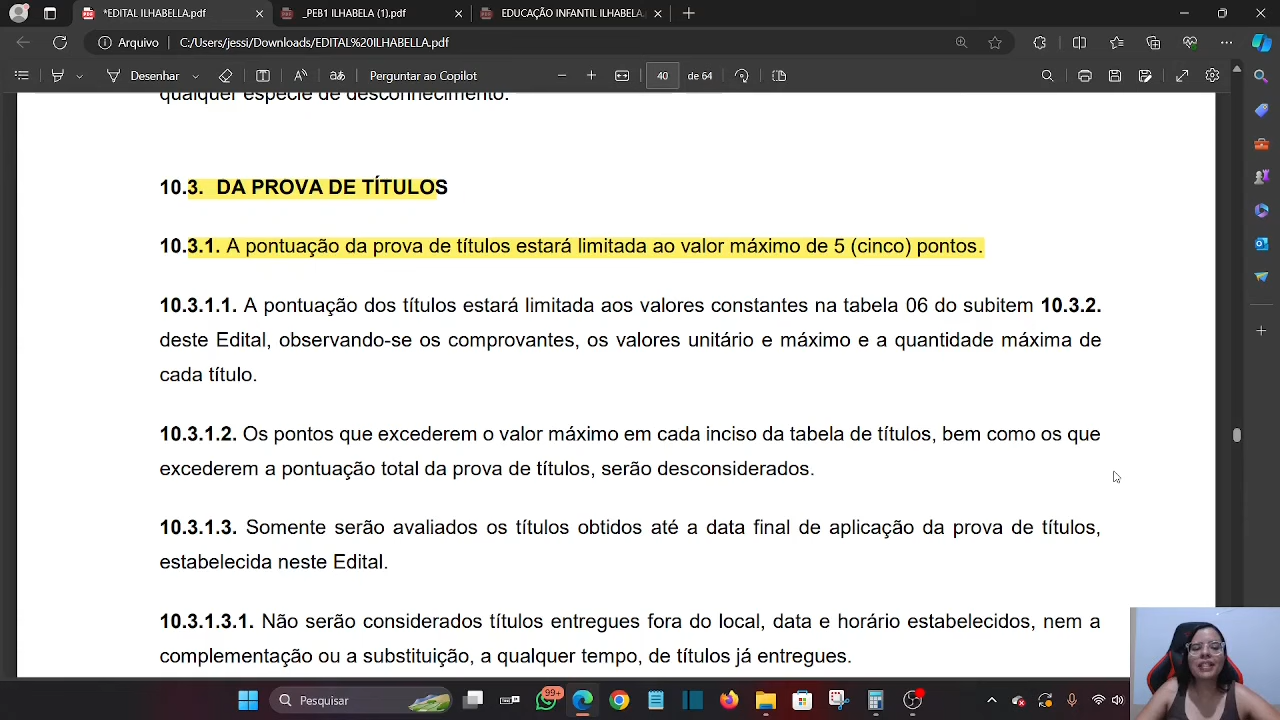 *EDITAL ILHABELLA.pdf
_PEB1 ILHABELA (1).pdf
EDUCAÇÃO INFANTIL ILHABELA.
Arquivo
C:/Users/jessi/Downloads/EDITAL%20ILHABELLA.pdf
Desenhar
Perguntar ao Copilot
40
de 64
qualquer espécie de desconhecimento.
10.3. DA PROVA DE TÍTULOS
10.3.1. A pontuação da prova de títulos estará limitada ao valor máximo de 5 (cinco) pontos.
10.3.1.1. A pontuação dos títulos estará limitada aos valores constantes na tabela 06 do subitem 10.3.2.
deste Edital, observando-se os comprovantes, os valores unitário e máximo e a quantidade máxima de
cada título.
10.3.1.2. Os pontos que excederem o valor máximo em cada inciso da tabela de títulos, bem como os que
excederem a pontuação total da prova de títulos, serão desconsiderados.
10.3.1.3. Somente serão avaliados os títulos obtidos até a data final de aplicação da prova de títulos,
estabelecida neste Edital.
10.3.1.3.1. Não serão considerados títulos entregues fora do local, data e horário estabelecidos, nem a
complementação ou a substituição, a qualquer tempo, de títulos já entregues.
Pesquisar
99+